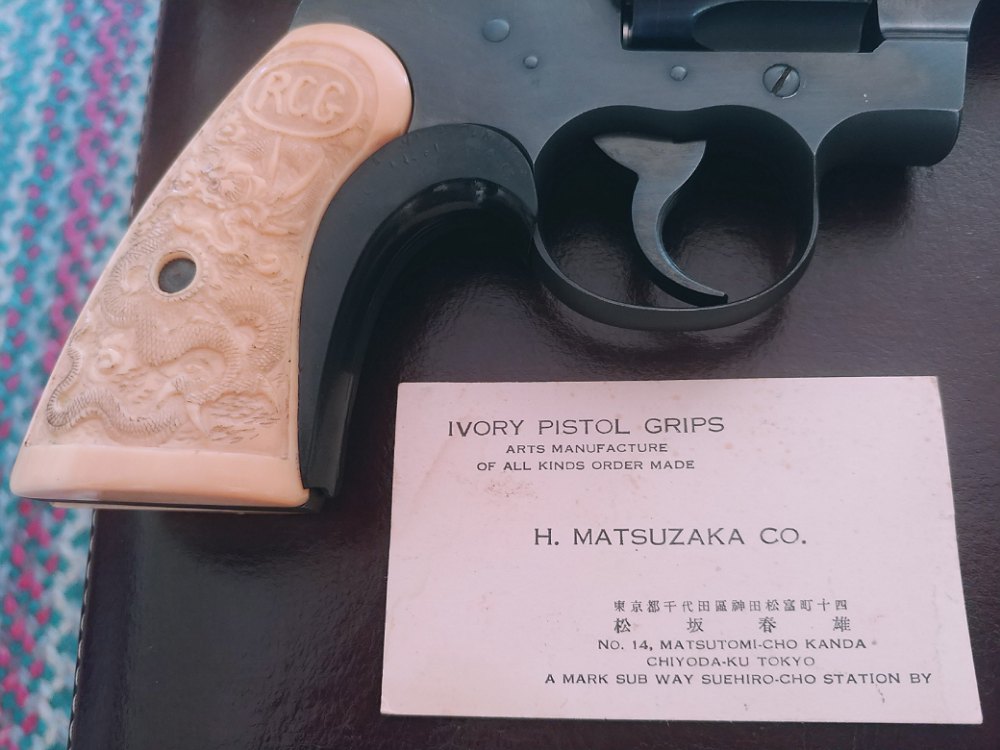 RCG
IVORY PISTOL GRIPS
ARTS MANUFACTURE
OF ALL KINDS ORDER MADE
H. MATSUZAKA CO.
東京都千代田區神田松富町十四
松坂春雄
NO. 14, MATSUTOMI-CHO KANDA
CHIYODA-KU TOKYO
A MARK SUB WAY SUEHIRO-CHO STATION BY